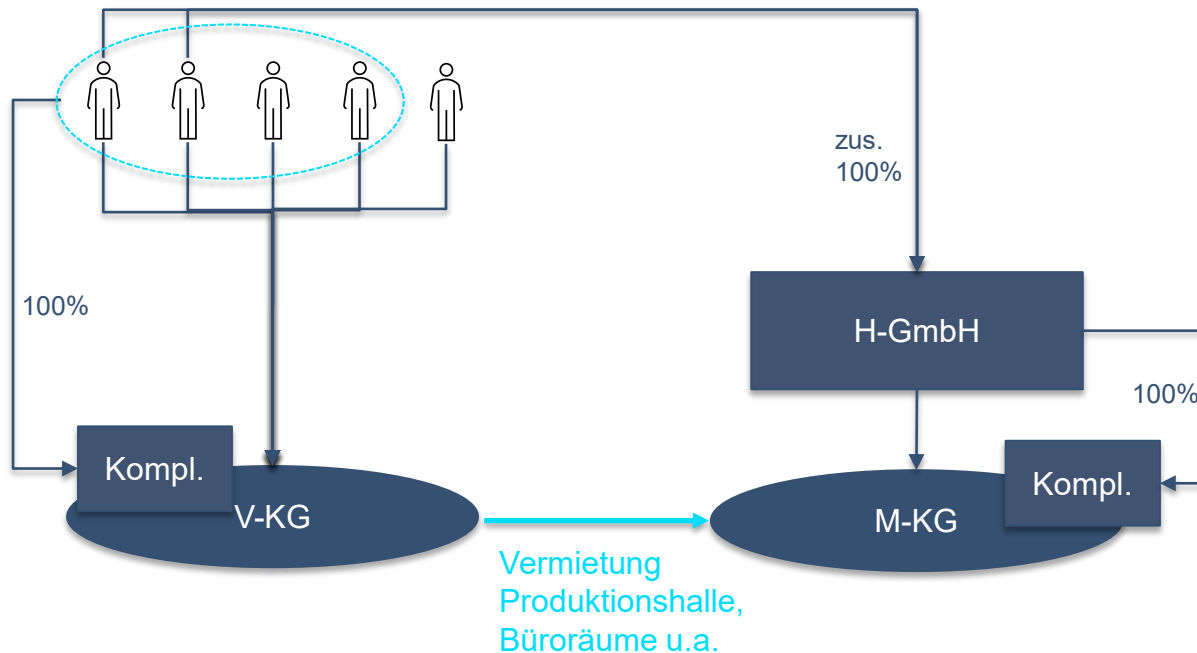 zus.
100%
100%
H-GmbH
100%
Kompl.
V-KG
Kompl.
M-KG
Vermietung
Produktionshalle,
Büroräume u.a.